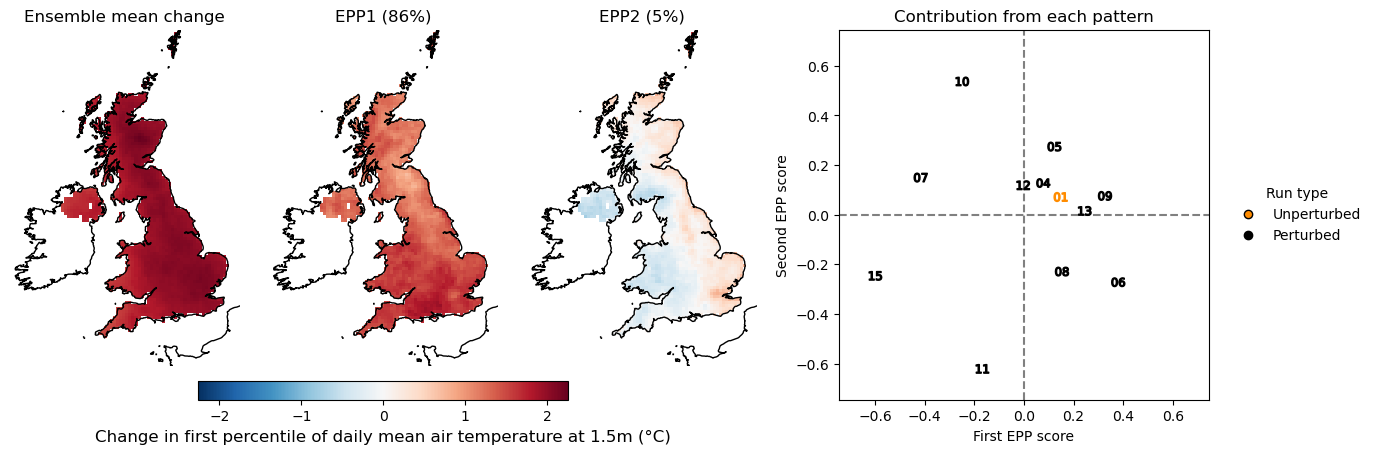 Ensemble mean change
EPP1 (86%)
EPP2 (5%)
Contribution from each pattern
−2 −1 0 1 2
Change in first percentile of daily mean air temperature at 1.5m (°C)
Second EPP score
0.6
0.4
0.2
0.0
−0.2
−0.4
−0.6
10
05
07
12
04
01
09
13
15
08
06
11
−0.6 −0.4 −0.2 0.0 0.2 0.4 0.6
First EPP score
Run type
Unperturbed
Perturbed